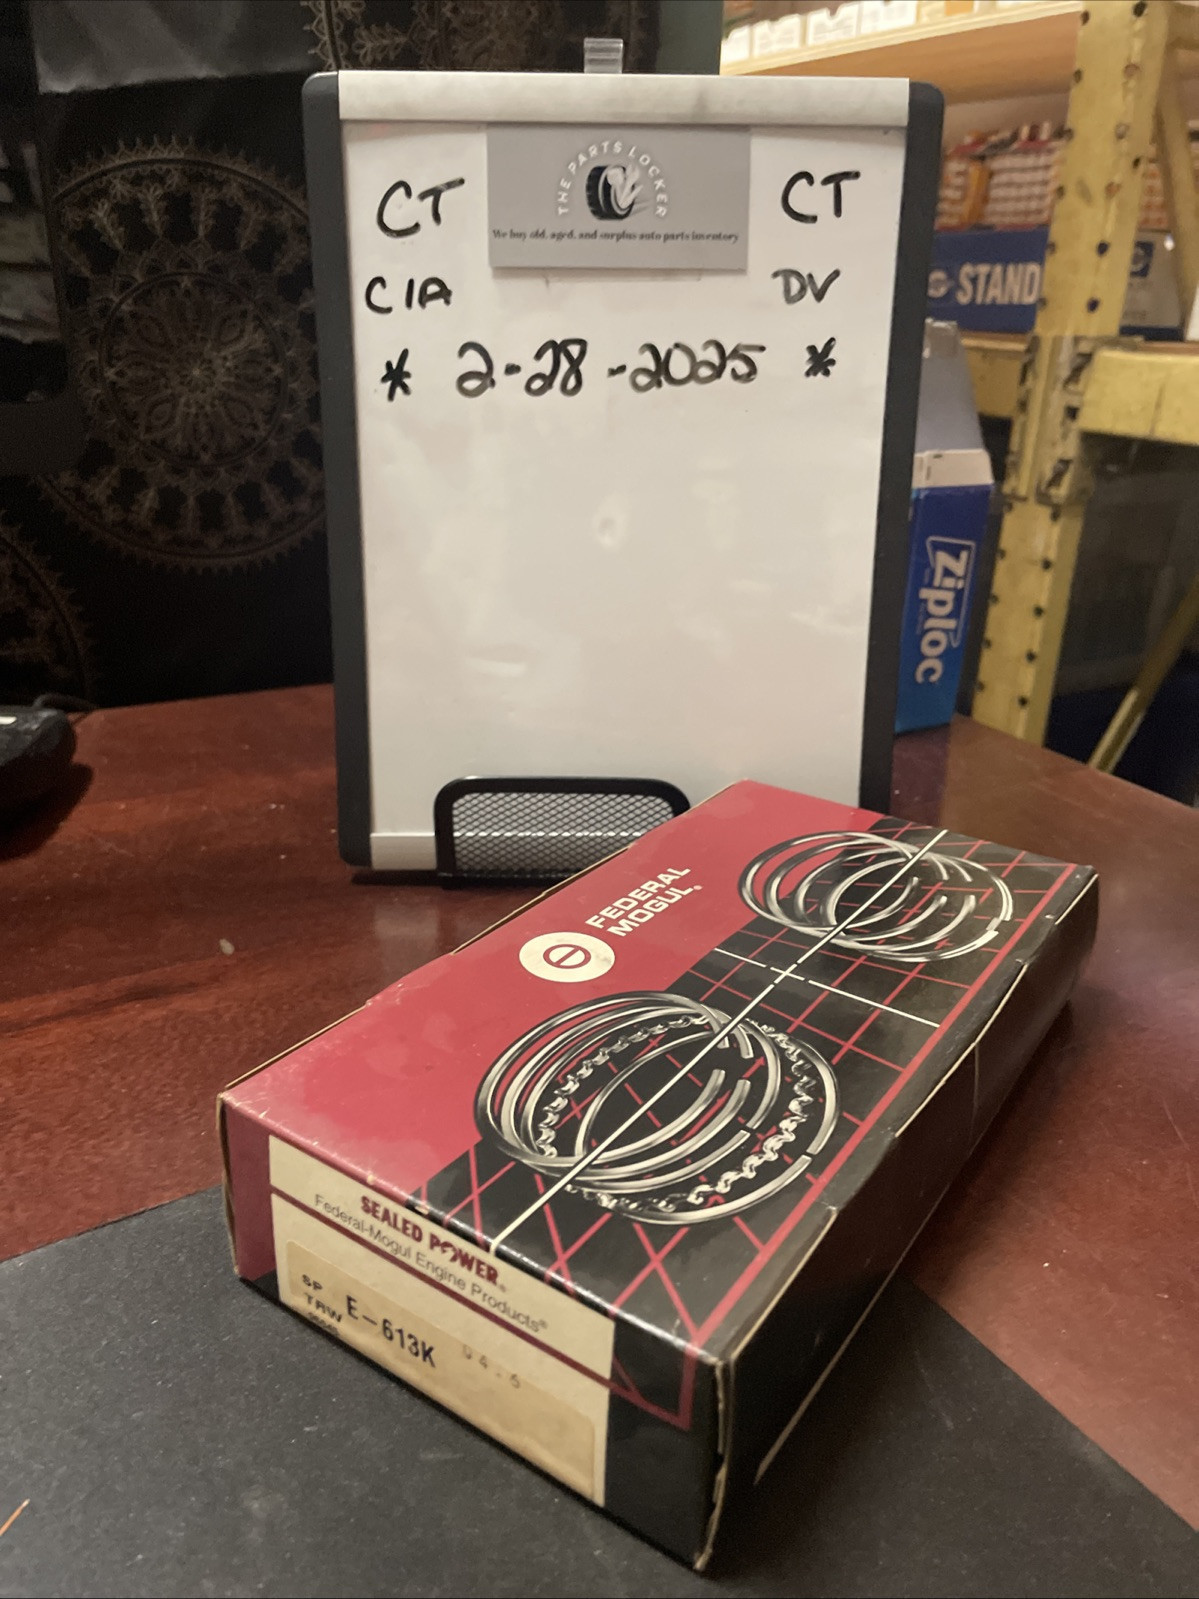 THE PARTS LOCKER
We buy old, aged, and surplus auto parts inventory
CT CT
CIA DV
* 2-28-2025 *
STAND
Ziploc
FEDERAL
MOGUL®
SEALED POWER®
Federal-Mogul Engine Products®
SP E-613K
TRW